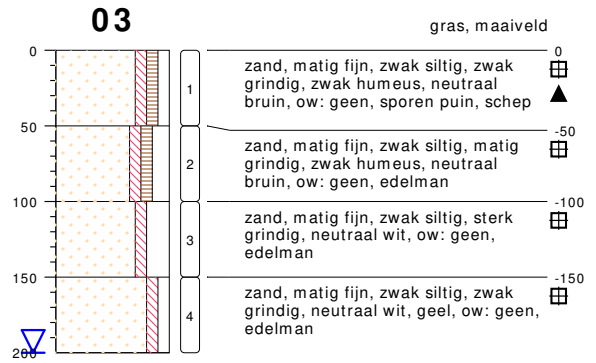 03
gras, maaiveld
0
0
zand, matig fijn, zwak siltig, zwak
grindig, zwak humeus, neutraal
bruin, ow: geen, sporen puin, schep
1
50
-50
zand, matig fijn, zwak siltig, matig
grindig, zwak humeus, neutraal
bruin, ow: geen, edelman
2
100
-100
zand, matig fijn, zwak siltig, sterk
grindig, neutraal wit, ow: geen,
edelman
3
150
-150
zand, matig fijn, zwak siltig, zwak
grindig, neutraal wit, geel, ow: geen,
edelman
4
200